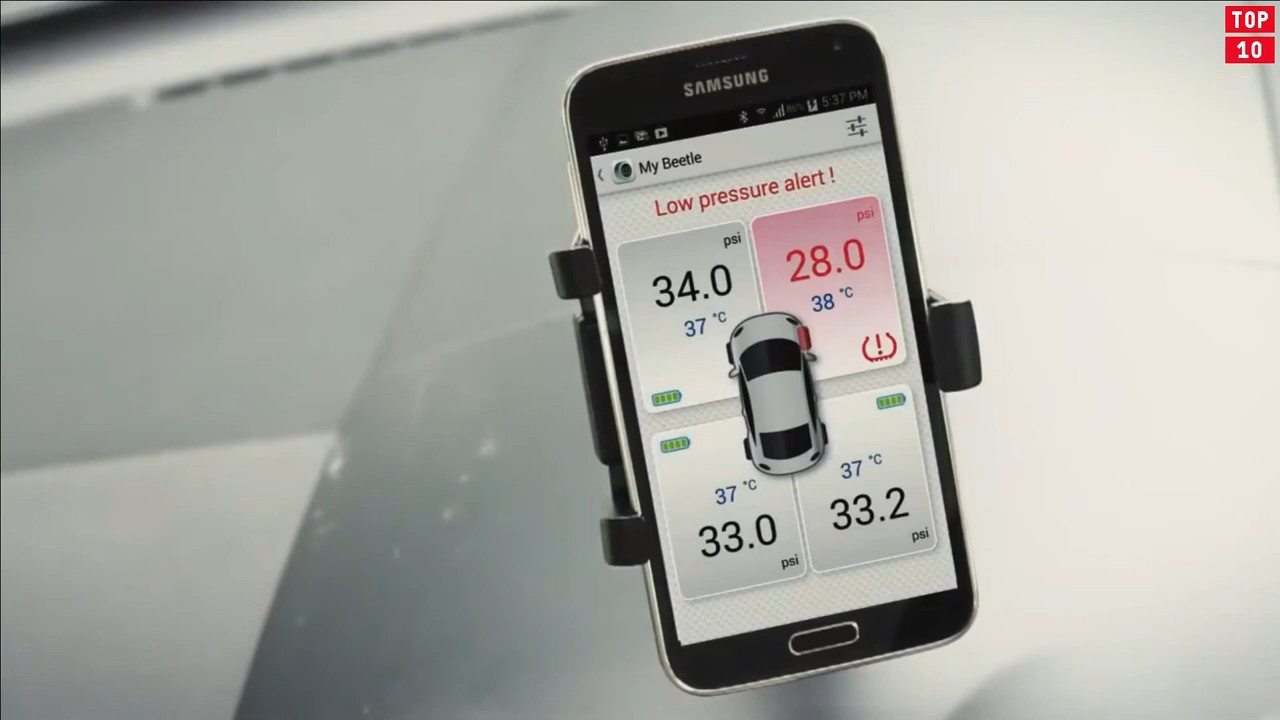 TOP
10
SAMSUNG
86% 5:37 PM
My Beetle
Low pressure alert !
psi
34.0
37 °C
psi
28.0
38 °C
37 °C
33.0
psi
37 °C
33.2
psi